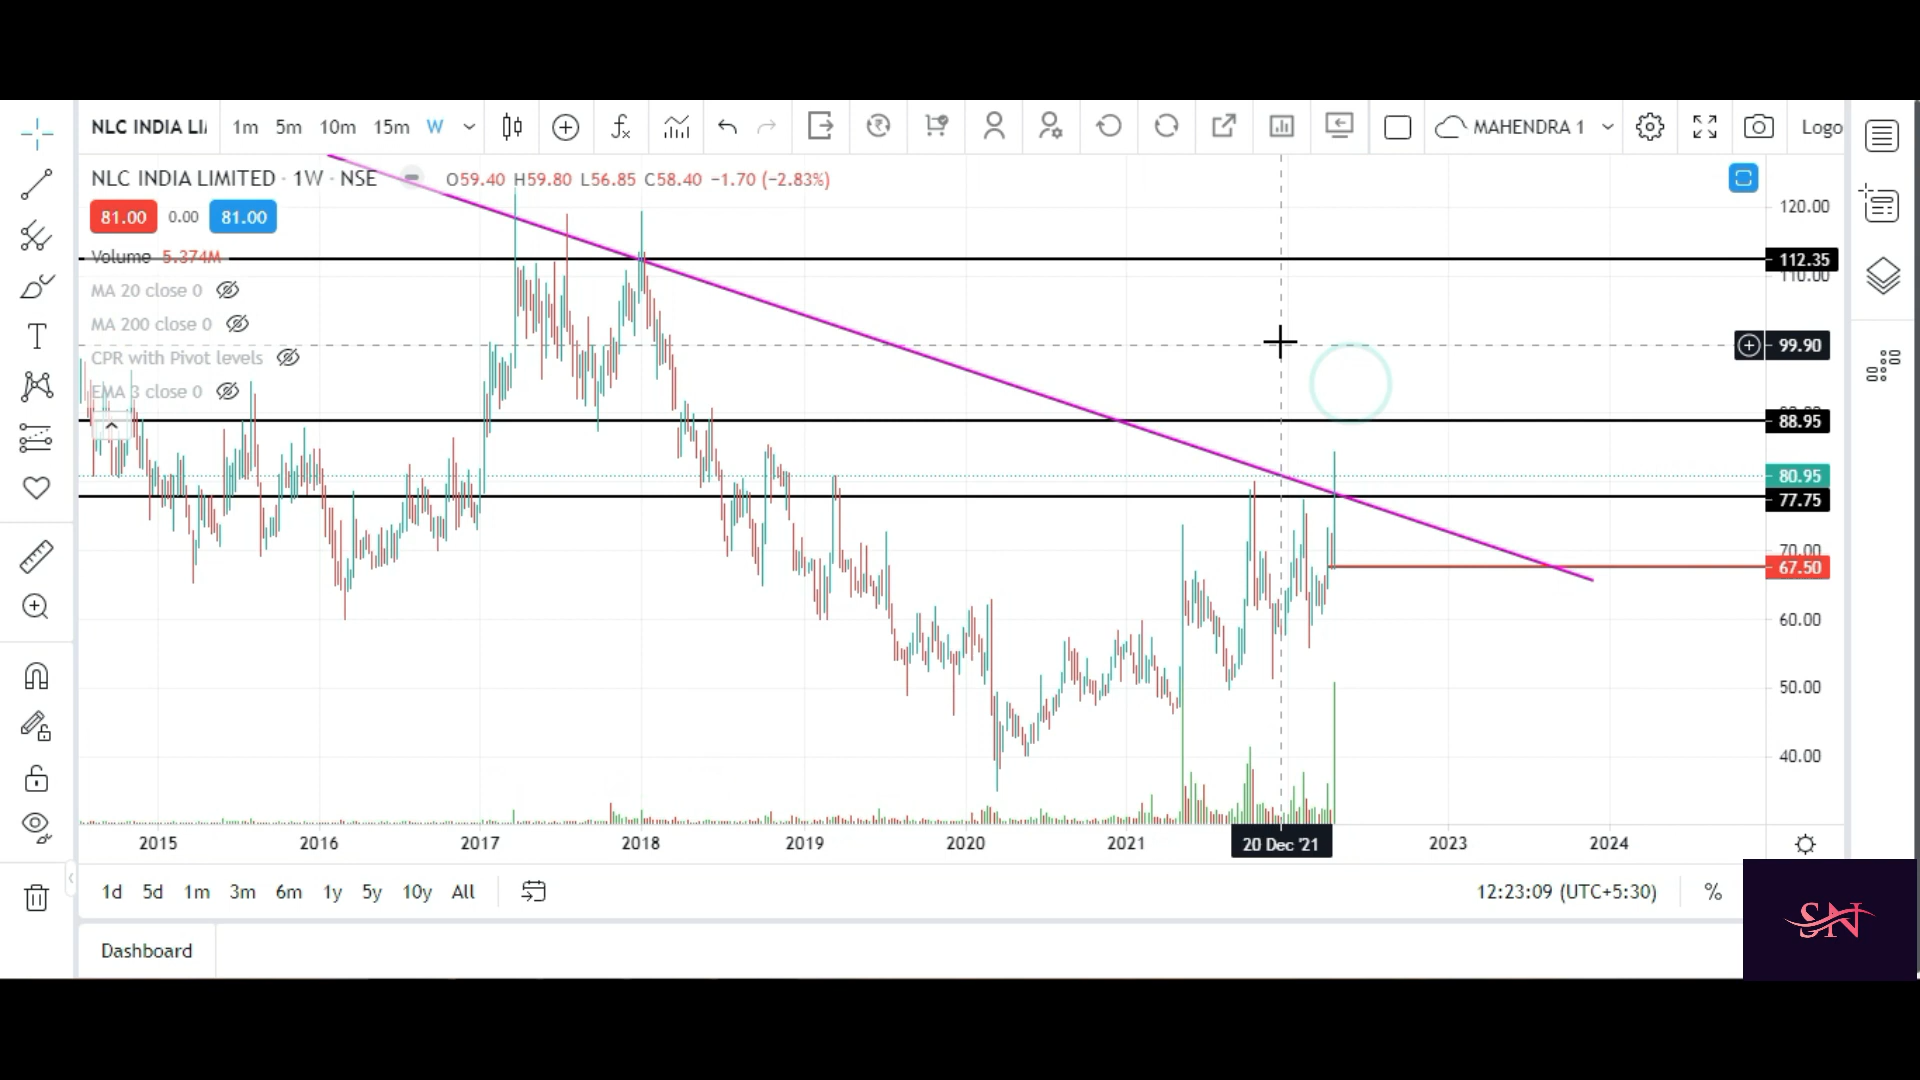 NLC INDIA LI 1m 5m 10m 15m W MAHENDRA 1 Logo
NLC INDIA LIMITED · 1W · NSE O59.40 H59.80 L56.85 C58.40 −1.70 (−2.83%)
81.00 0.00 81.00
Volume 5.374M
MA 20 close 0
MA 200 close 0
CPR with Pivot levels
EMA 3 close 0
120.00
112.35
110.00
99.90
88.95
80.95
77.75
70.00
67.50
60.00
50.00
40.00
2015 2016 2017 2018 2019 2020 2021 20 Dec '21 2023 2024
1d 5d 1m 3m 6m 1y 5y 10y All 12:23:09 (UTC+5:30) %
Dashboard
SN